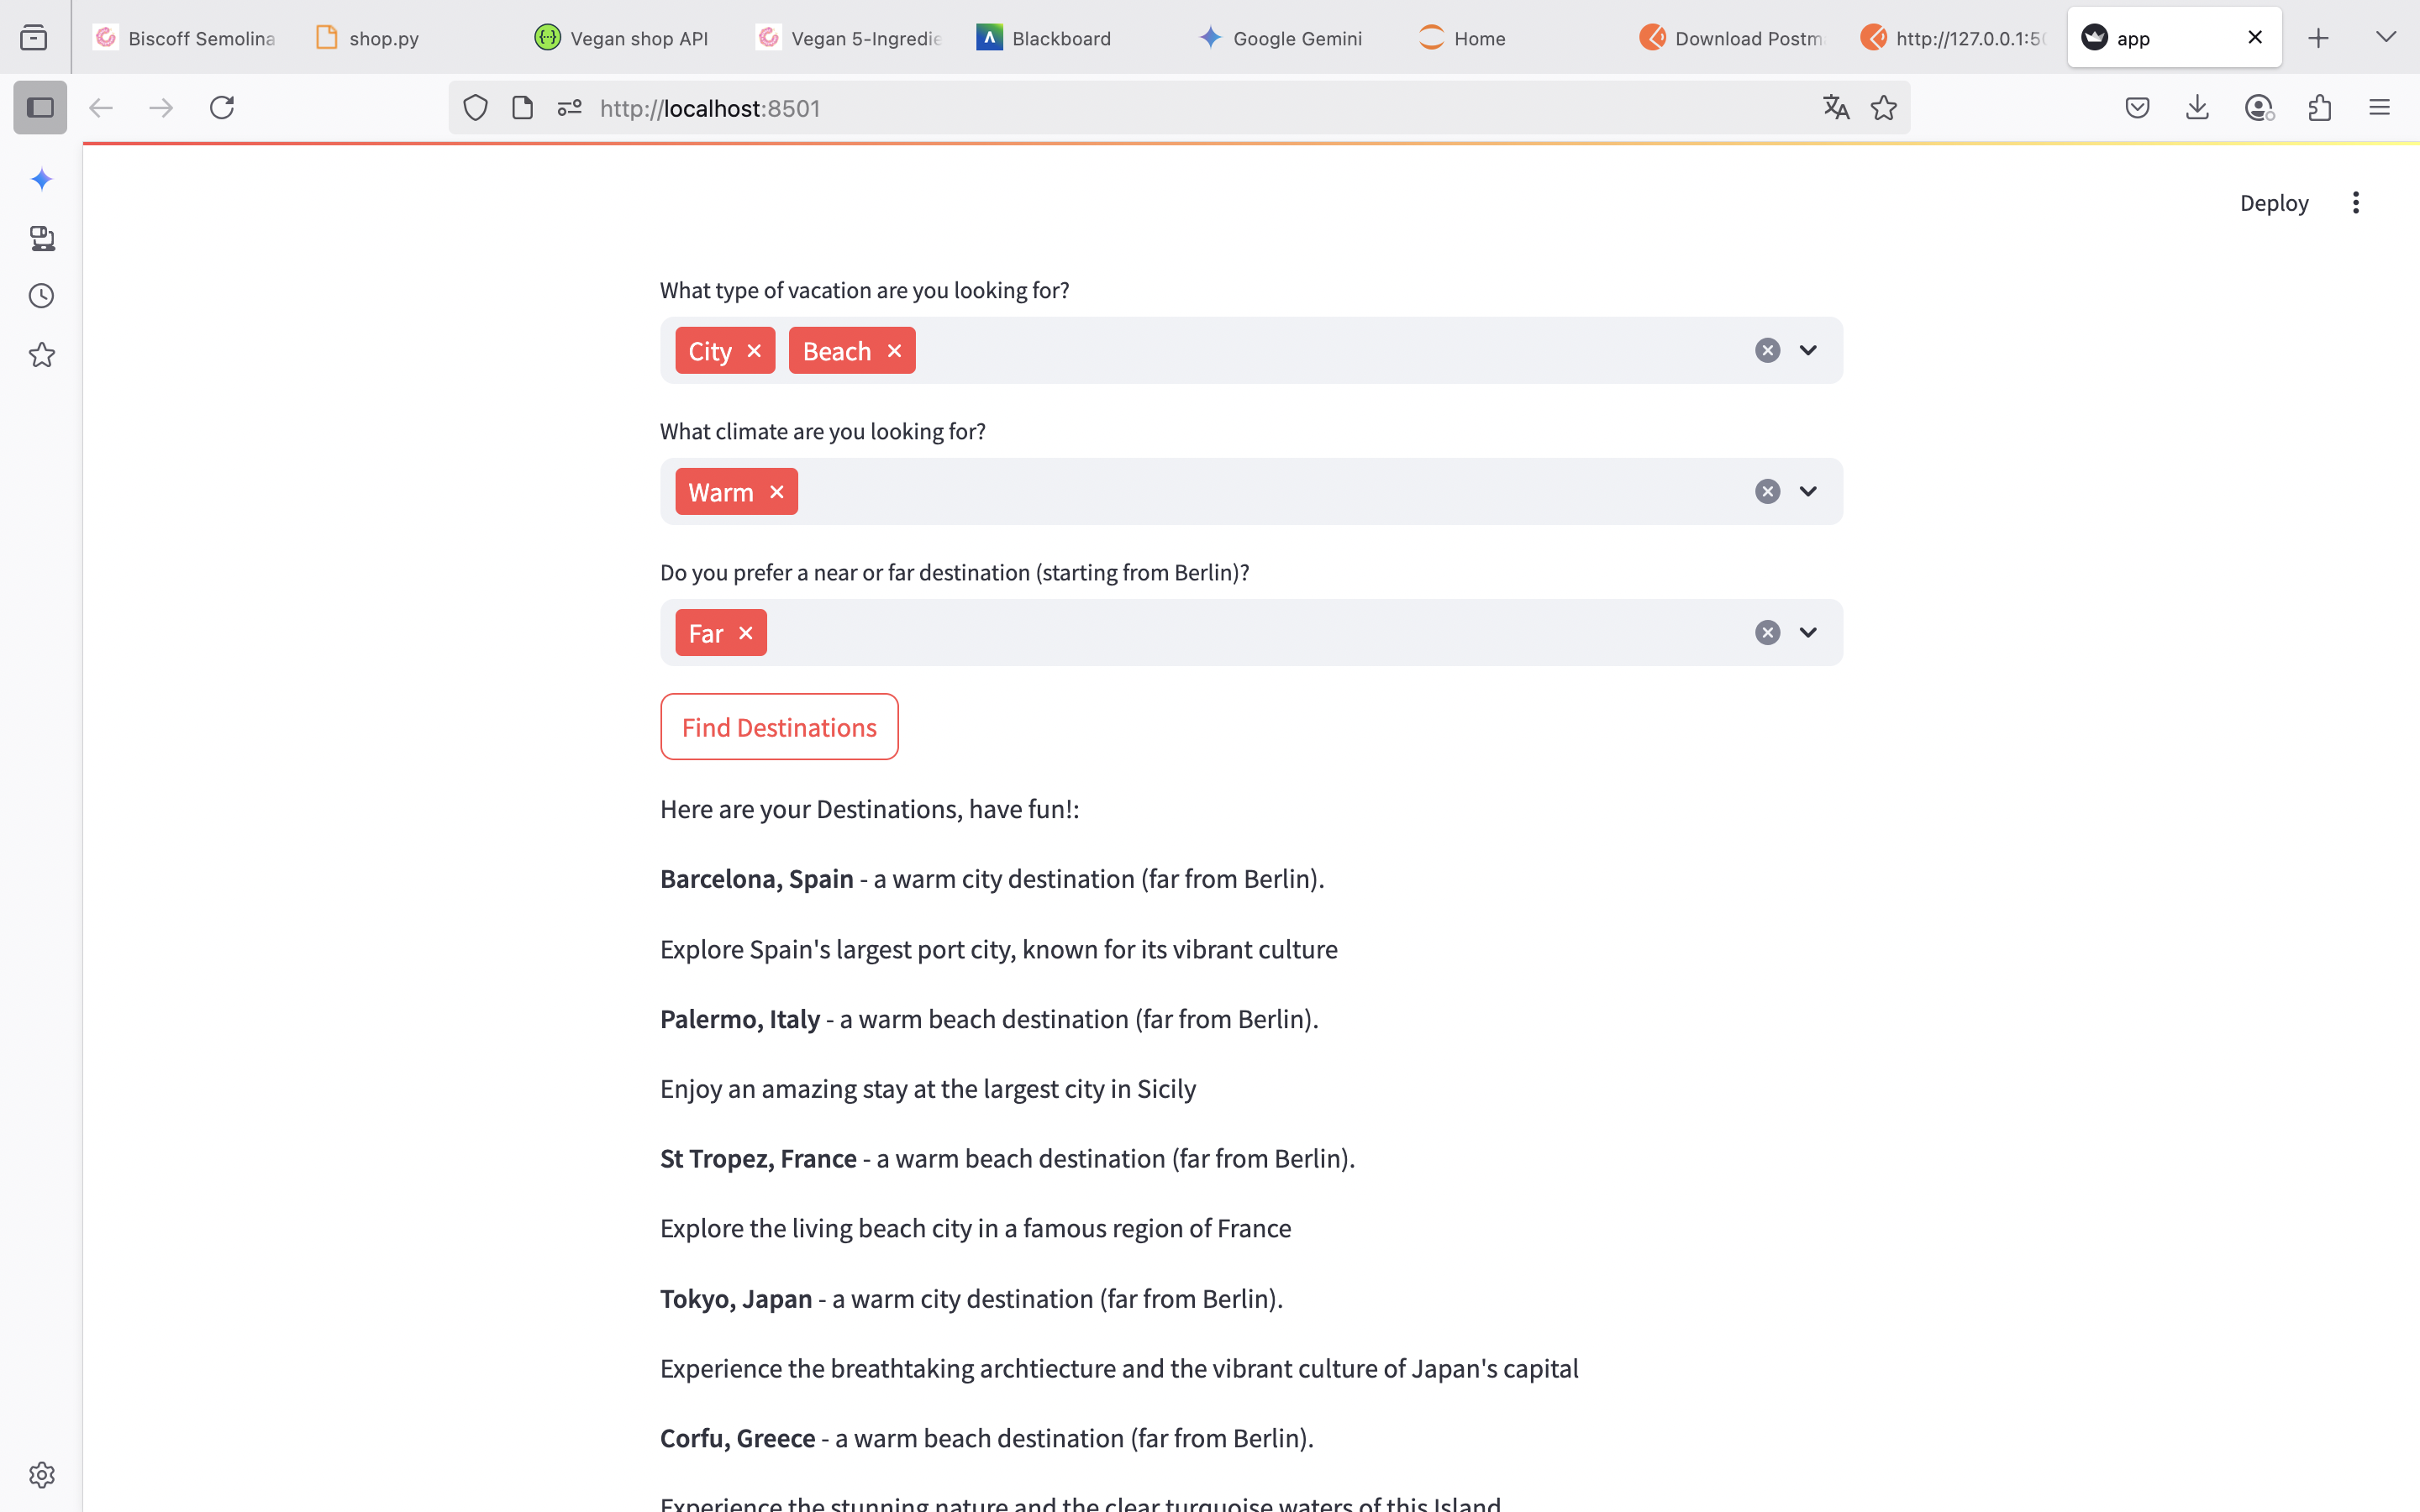 Biscoff Semolina
shop.py
Vegan shop API
Vegan 5-Ingredie
Blackboard
Google Gemini
Home
Download Postm
http://127.0.0.1:50
app
http://localhost:8501
Deploy
What type of vacation are you looking for?
City
Beach
What climate are you looking for?
Warm
Do you prefer a near or far destination (starting from Berlin)?
Far
Find Destinations
Here are your Destinations, have fun!:
Barcelona, Spain - a warm city destination (far from Berlin).
Explore Spain's largest port city, known for its vibrant culture
Palermo, Italy - a warm beach destination (far from Berlin).
Enjoy an amazing stay at the largest city in Sicily
St Tropez, France - a warm beach destination (far from Berlin).
Explore the living beach city in a famous region of France
Tokyo, Japan - a warm city destination (far from Berlin).
Experience the breathtaking archtiecture and the vibrant culture of Japan's capital
Corfu, Greece - a warm beach destination (far from Berlin).
Experience the stunning nature and the clear turquoise waters of this Island